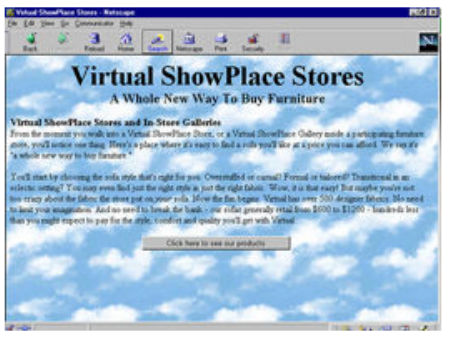 Virtual ShowPlace Stores - Netscape
File Edit View Go Communicator Help
Back Reload Home Search Netscape Print Security
N
Virtual ShowPlace Stores
A Whole New Way To Buy Furniture
Virtual ShowPlace Stores and In-Store Galleries
From the moment you walk into a Virtual ShowPlace Store, or a Virtual ShowPlace Gallery inside a participating furniture
store, you'll notice one thing. Here's a place where it's easy to find a sofa you'll like at a price you can afford. We say it's
"a whole new way to buy furniture."
You'll start by choosing the sofa style that's right for you. Overstuffed or casual? Formal or tailored? Transitional in an
eclectic setting? You may even find just the right style in just the right fabric. Wow, it is that easy! But maybe you're not
too crazy about the fabric the store put on your sofa. Now the fun begins. Virtual has over 500 designer fabrics. No need
to limit your imagination. And no need to break the bank - our sofas generally retail from $600 to $1200 - hundreds less
than you might expect to pay for the style, comfort and quality you'll get with Virtual.
Click here to see our products